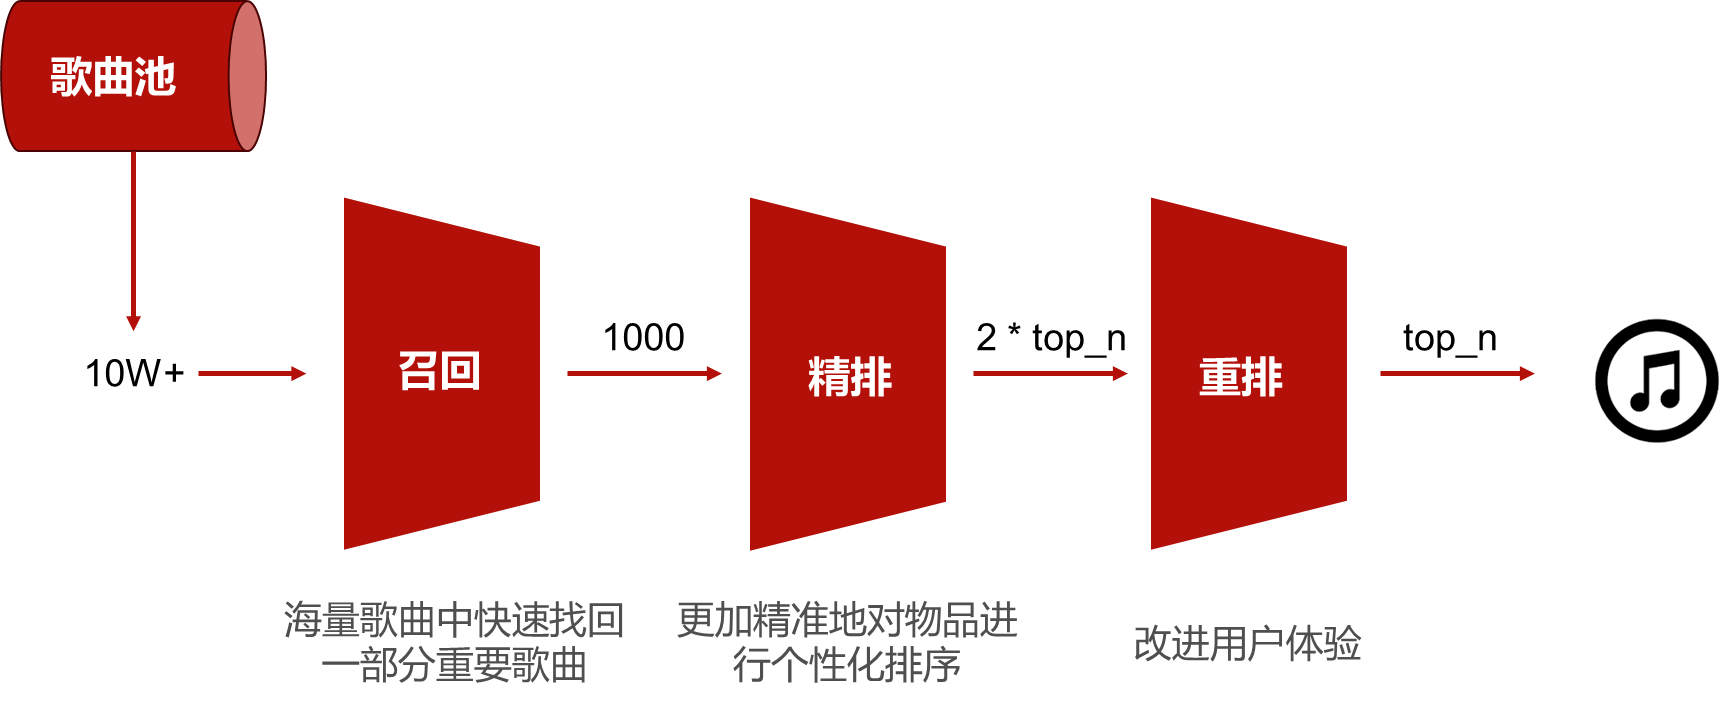 歌曲池
10W+
召回
1000
精排
2 * top_n
重排
top_n
海量歌曲中快速找回
一部分重要歌曲
更加精准地对物品进
行个性化排序
改进用户体验